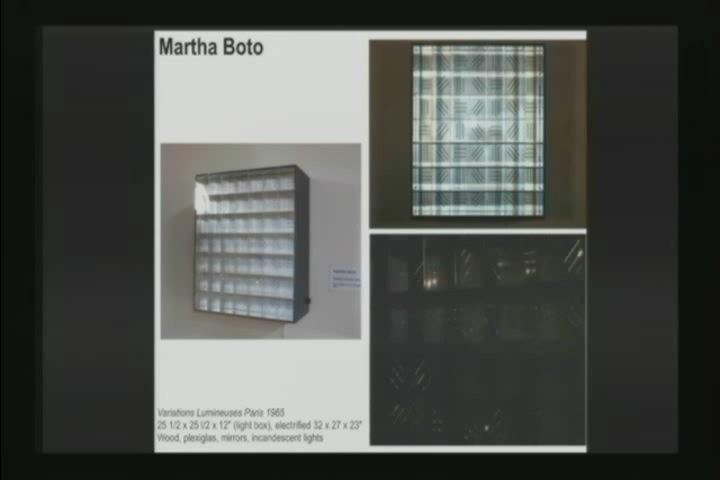 Martha Boto
Variations Lumineuses Paris 1965
25 1/2 x 25 1/2 x 12" (light box), electrified 32 x 27 x 23"
Wood, plexiglas, mirrors, incandescent lights